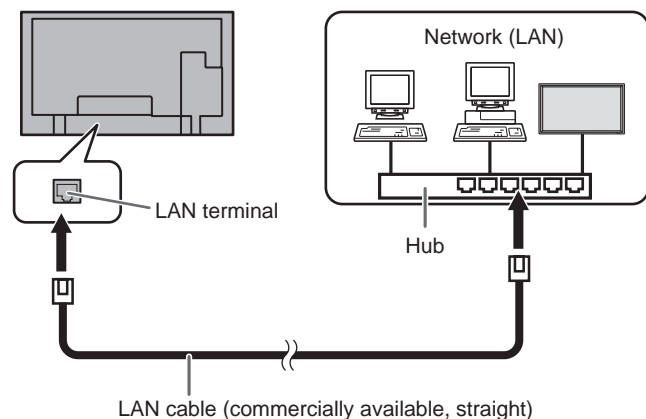 Network (LAN)
LAN terminal
Hub
LAN cable (commercially available, straight)